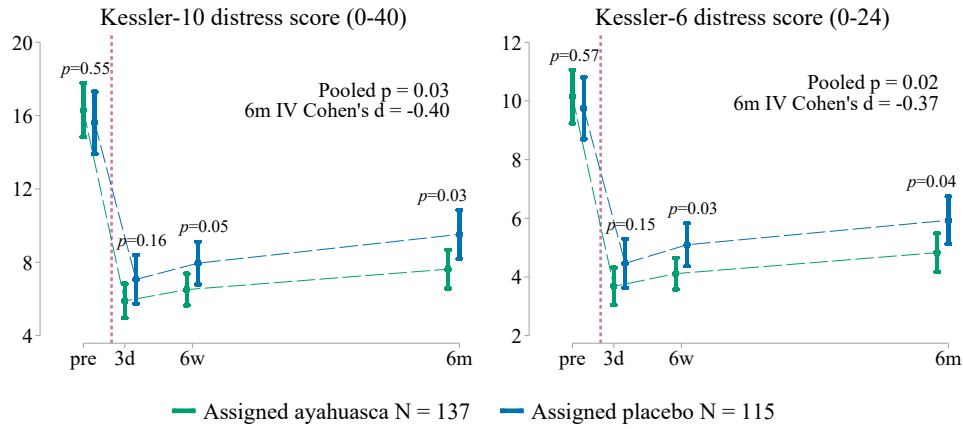 Kessler-10 distress score (0-40)
20
16
12
8
4
p=0.55
Pooled p = 0.03
6m IV Cohen's d = -0.40
p=0.16
p=0.05
p=0.03
pre
3d
6w
6m
Kessler-6 distress score (0-24)
12
10
8
6
4
2
p=0.57
Pooled p = 0.02
6m IV Cohen's d = -0.37
p=0.15
p=0.03
p=0.04
pre
3d
6w
6m
Assigned ayahuasca N = 137
Assigned placebo N = 115